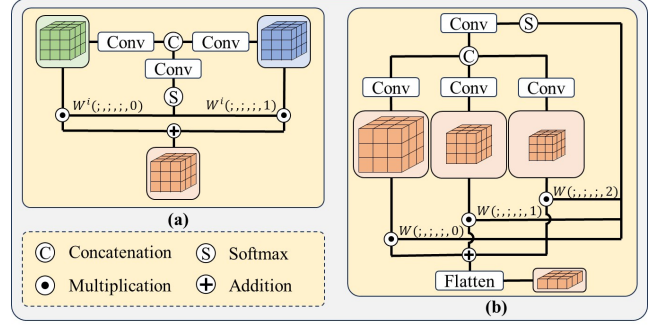 Conv
C
Conv
Conv
S
W^i(;,;,;,0)
W^i(;,;,;,1)
(a)
C Concatenation
S Softmax
Multiplication
+ Addition
Conv
S
C
Conv
Conv
Conv
W(;,;,;,2)
W(;,;,;,1)
W(;,;,;,0)
+
Flatten
(b)